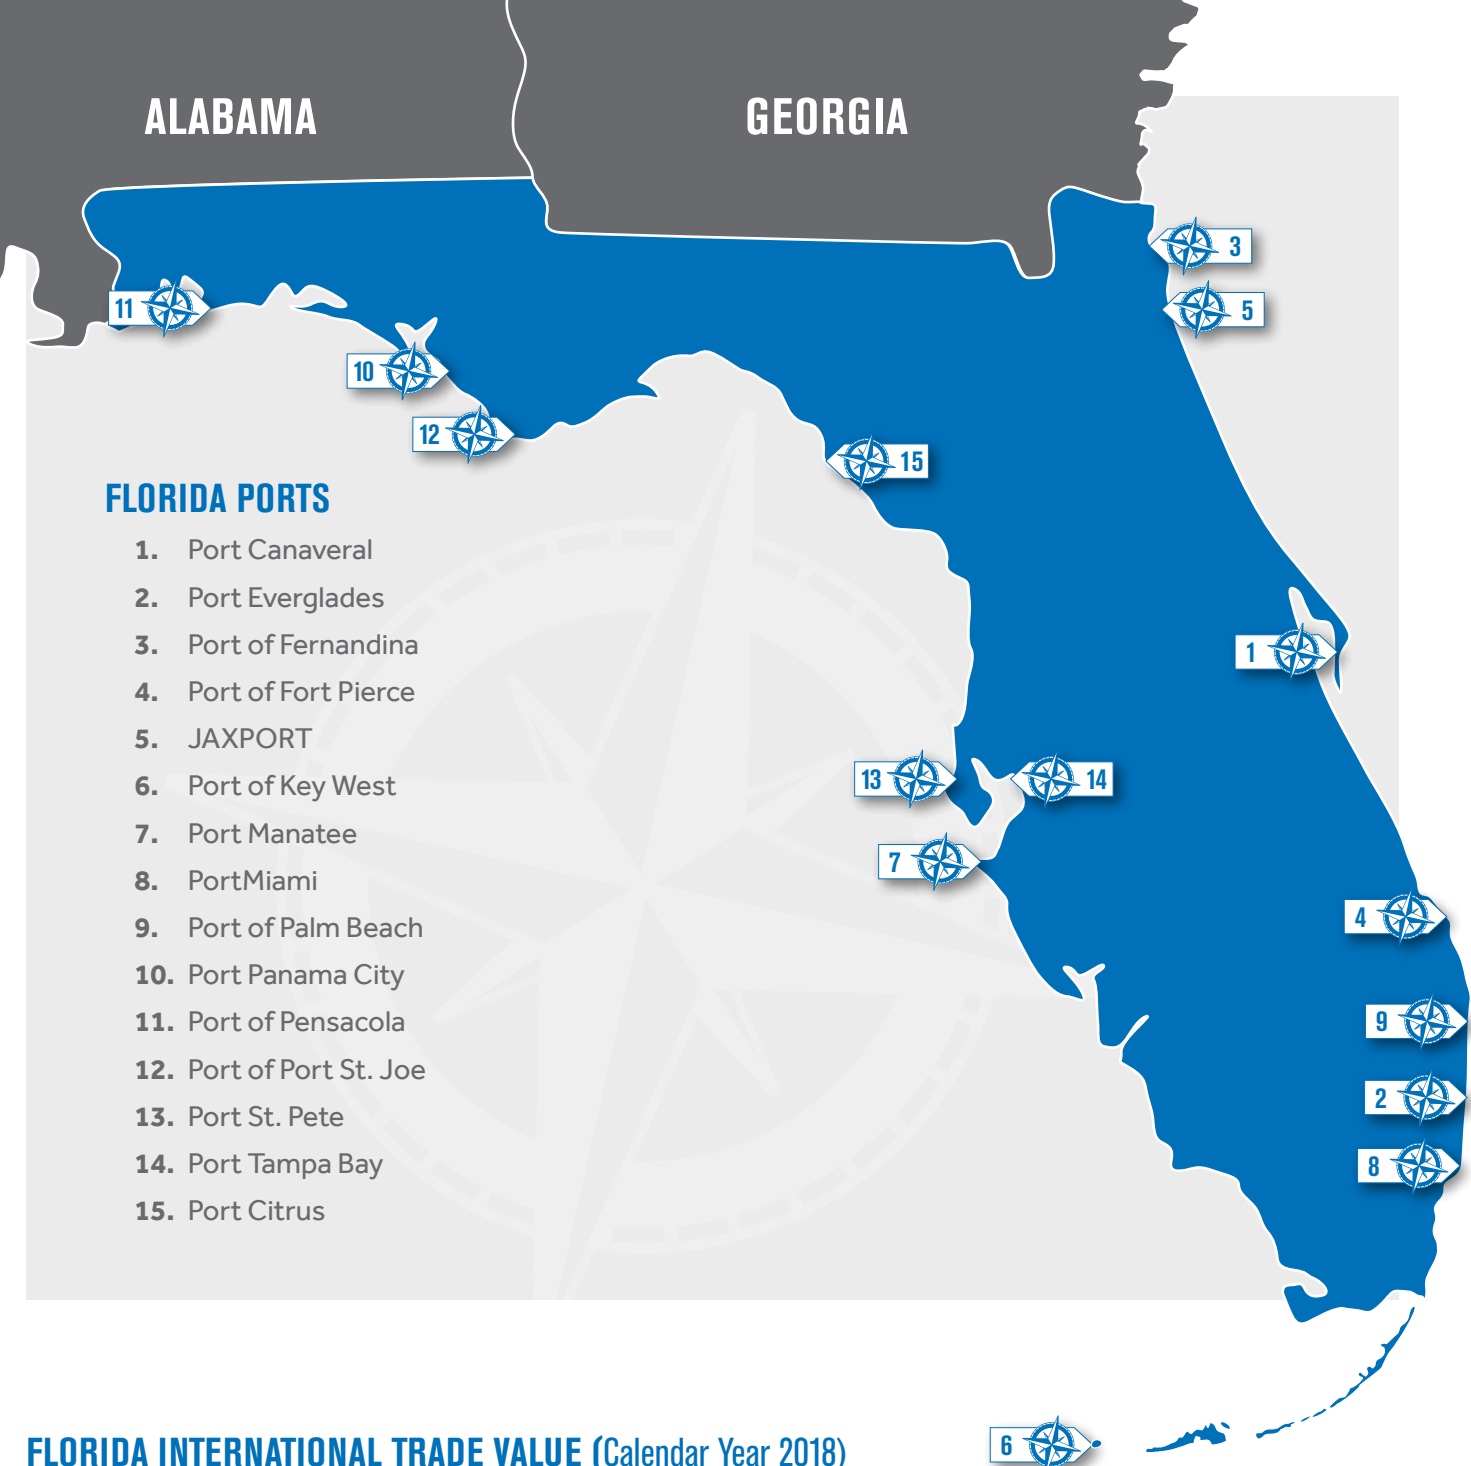 ALABAMA
GEORGIA
3
11
5
10
12
15
FLORIDA PORTS
1. Port Canaveral
2. Port Everglades
3. Port of Fernandina
4. Port of Fort Pierce
5. JAXPORT
6. Port of Key West
7. Port Manatee
8. PortMiami
9. Port of Palm Beach
10. Port Panama City
11. Port of Pensacola
12. Port of Port St. Joe
13. Port St. Pete
14. Port Tampa Bay
15. Port Citrus
1
13
14
7
4
9
2
8
6
FLORIDA INTERNATIONAL TRADE VALUE (Calendar Year 2018)